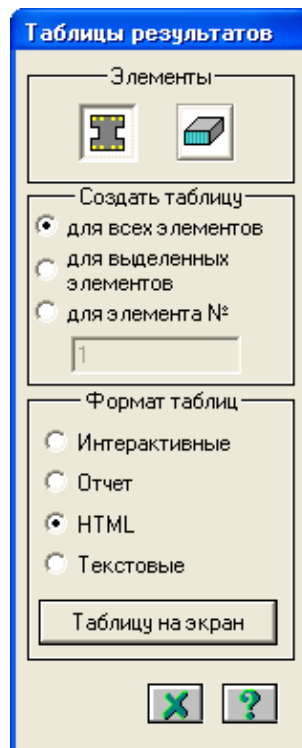 Таблицы результатов
Элементы
Создать таблицу
для всех элементов
для выделенных
элементов
для элемента №
1
Формат таблиц
Интерактивные
Отчет
HTML
Текстовые
Таблицу на экран